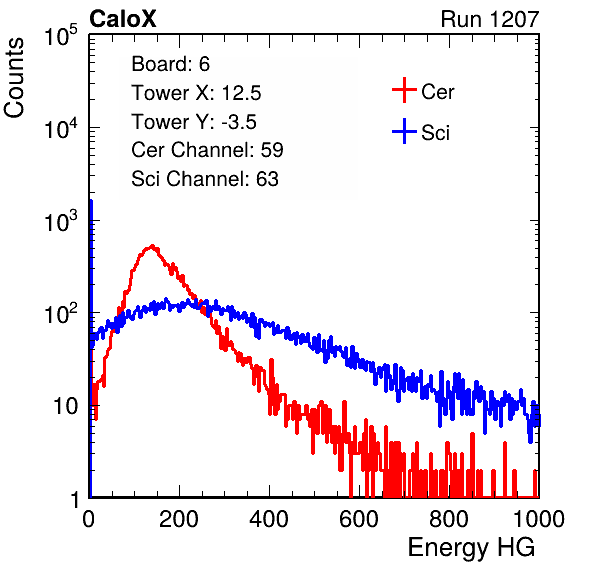 CaloX Run 1207
Counts
10^5
10^4
10^3
10^2
10
1
Board: 6
Tower X: 12.5
Tower Y: -3.5
Cer Channel: 59
Sci Channel: 63
Cer
Sci
0 200 400 600 800 1000
Energy HG